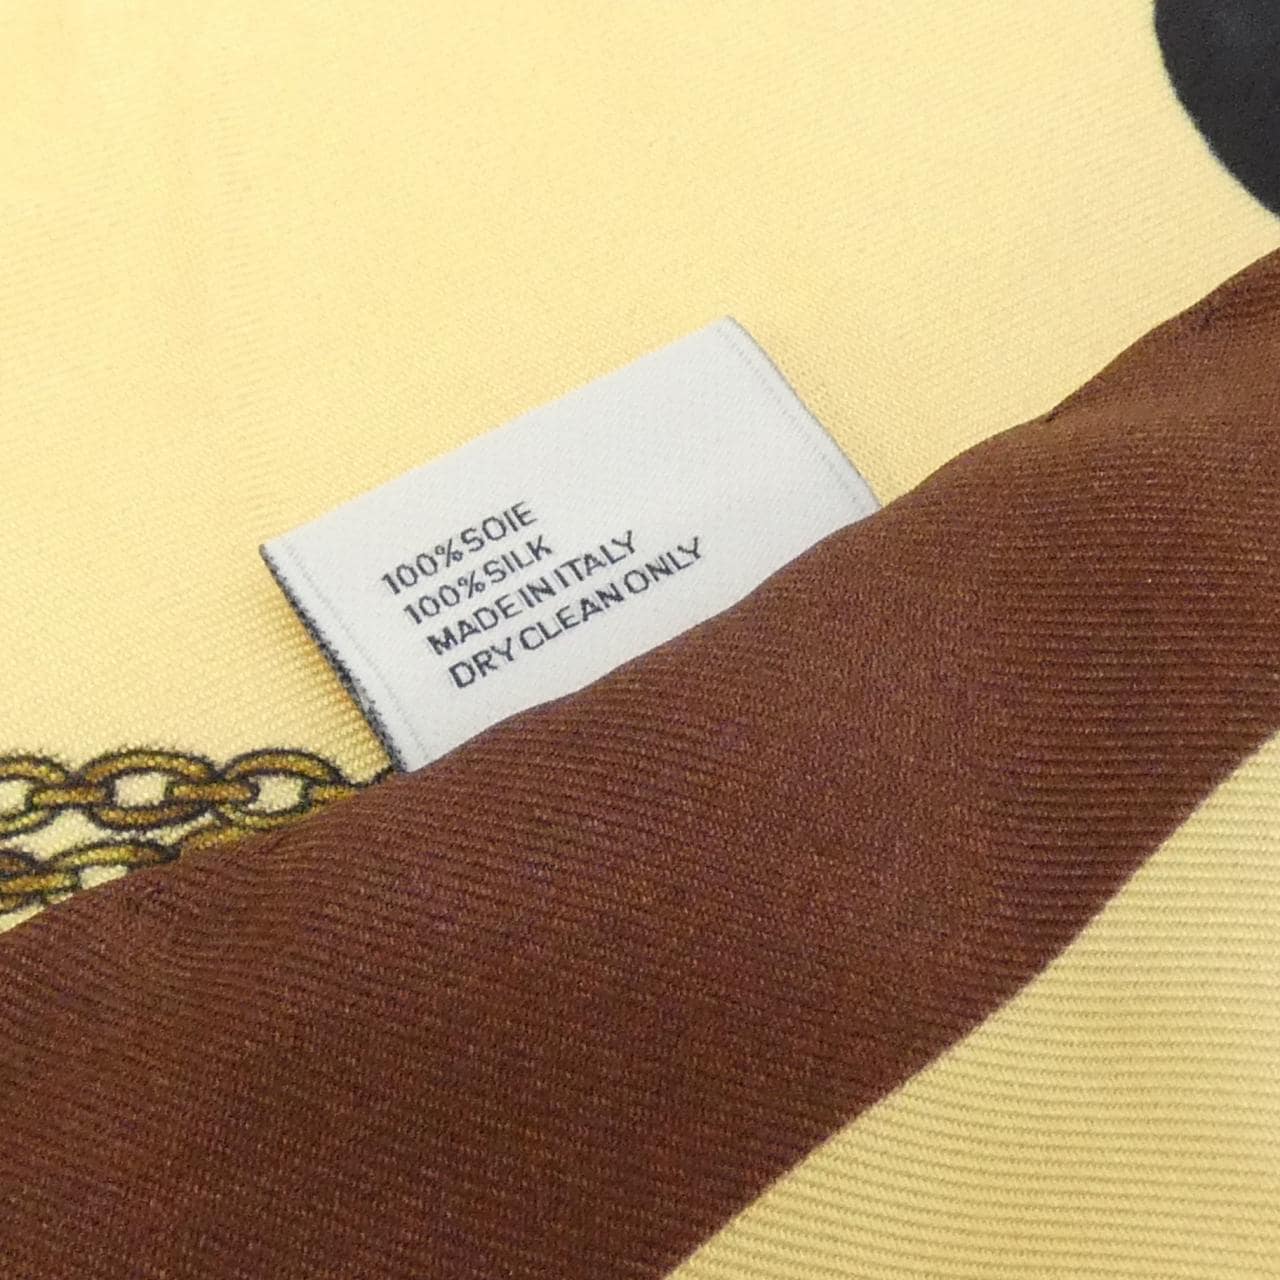 100% SOIE
100% SILK
MADE IN ITALY
DRY CLEAN ONLY